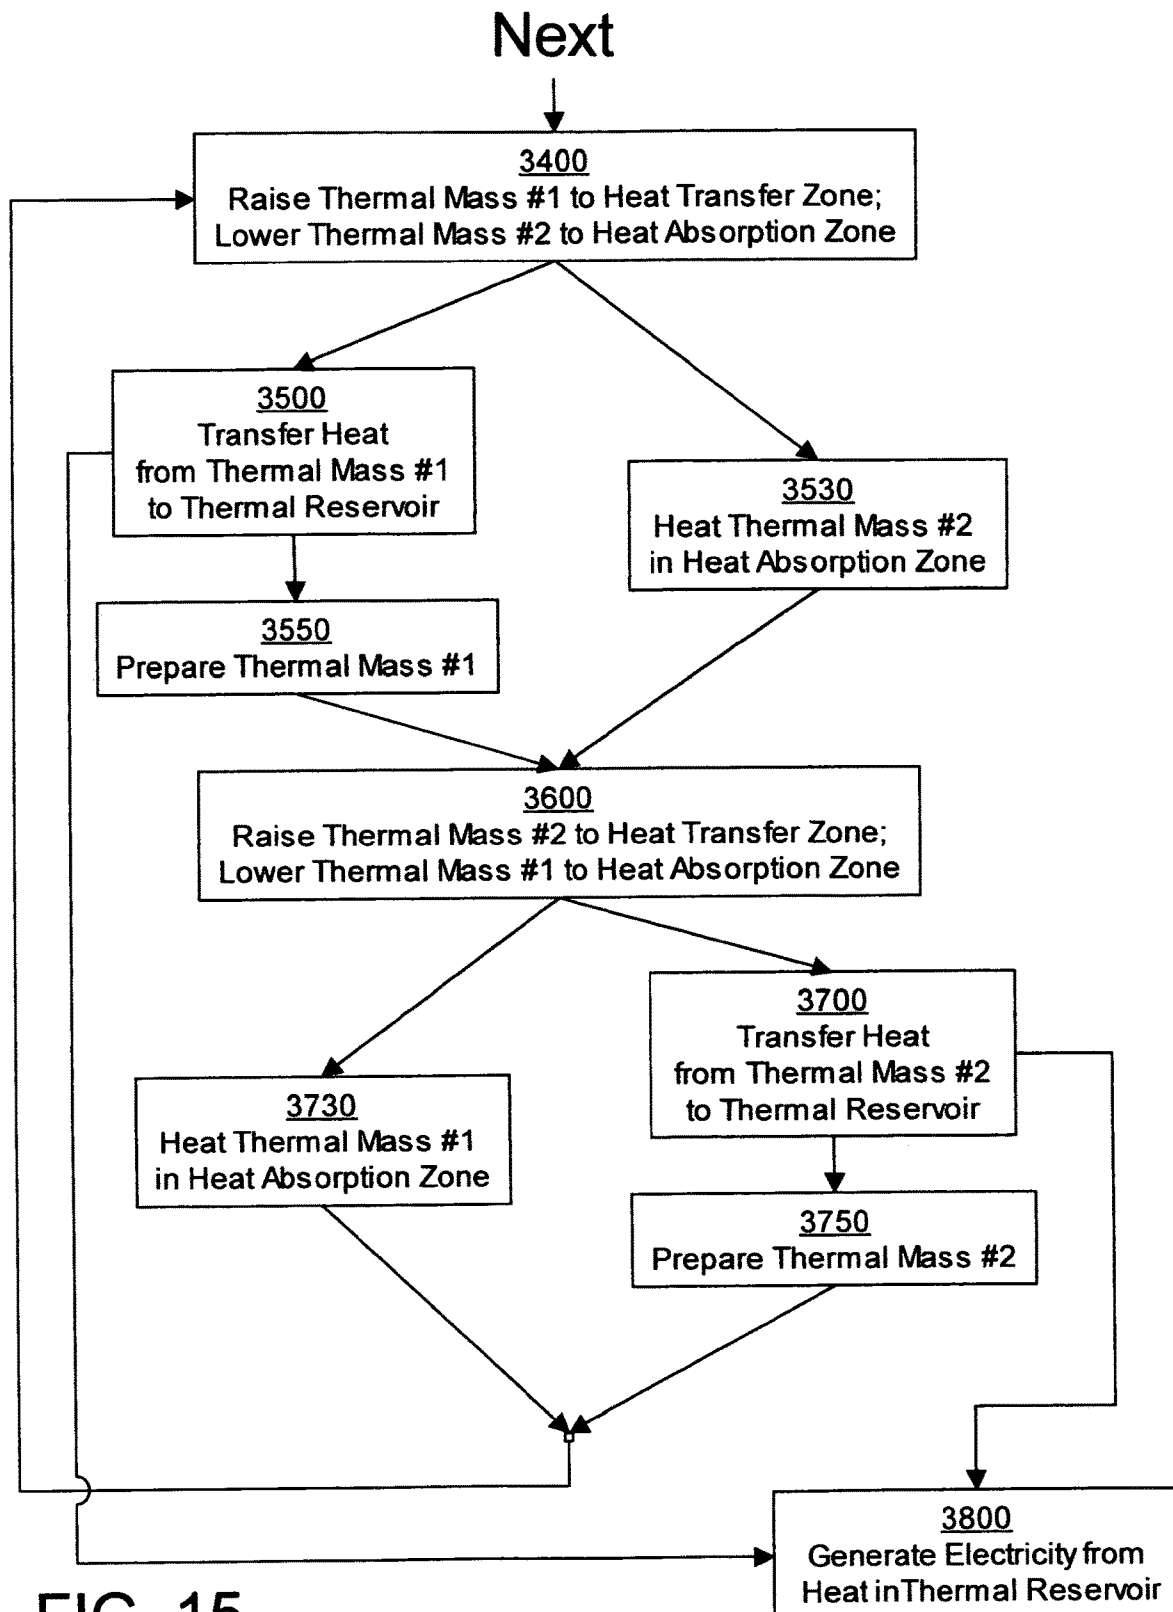 Next
3400
Raise Thermal Mass #1 to Heat Transfer Zone;
Lower Thermal Mass #2 to Heat Absorption Zone
3500
Transfer Heat
from Thermal Mass #1
to Thermal Reservoir
3530
Heat Thermal Mass #2
in Heat Absorption Zone
3550
Prepare Thermal Mass #1
3600
Raise Thermal Mass #2 to Heat Transfer Zone;
Lower Thermal Mass #1 to Heat Absorption Zone
3700
Transfer Heat
from Thermal Mass #2
to Thermal Reservoir
3730
Heat Thermal Mass #1
in Heat Absorption Zone
3750
Prepare Thermal Mass #2
3800
Generate Electricity from
Heat in Thermal Reservoir
FIG. 15